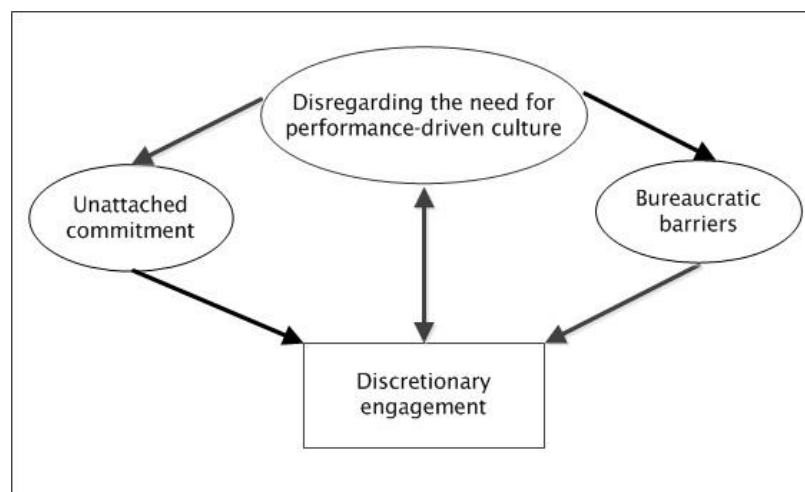 Disregarding the need for
performance-driven culture
Unattached
commitment
Bureaucratic
barriers
Discretionary
engagement